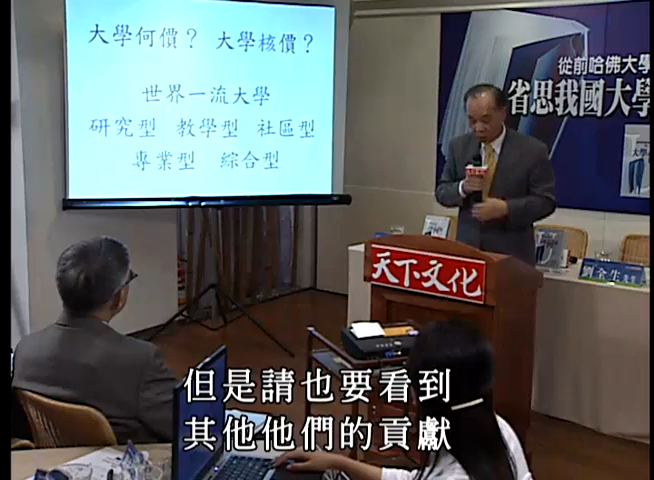 大學何價？ 大學核價？
世界一流大學
研究型 教學型 社區型
專業型 綜合型
從前哈佛大學
省思我國大學
天下文化
劉金生
但是請也要看到
其他他們的貢獻